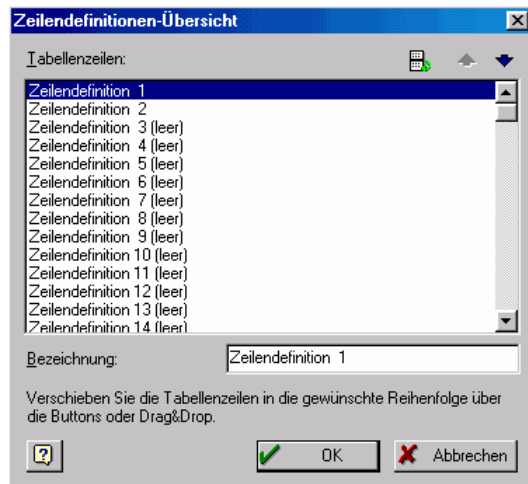 Zeilendefinitionen-Übersicht
Tabellenzeilen:
Zeilendefinition 1
Zeilendefinition 2
Zeilendefinition 3 (leer)
Zeilendefinition 4 (leer)
Zeilendefinition 5 (leer)
Zeilendefinition 6 (leer)
Zeilendefinition 7 (leer)
Zeilendefinition 8 (leer)
Zeilendefinition 9 (leer)
Zeilendefinition 10 (leer)
Zeilendefinition 11 (leer)
Zeilendefinition 12 (leer)
Zeilendefinition 13 (leer)
Zeilendefinition 14 (leer)
Bezeichnung: Zeilendefinition 1
Verschieben Sie die Tabellenzeilen in die gewünschte Reihenfolge über
die Buttons oder Drag&Drop.
OK Abbrechen